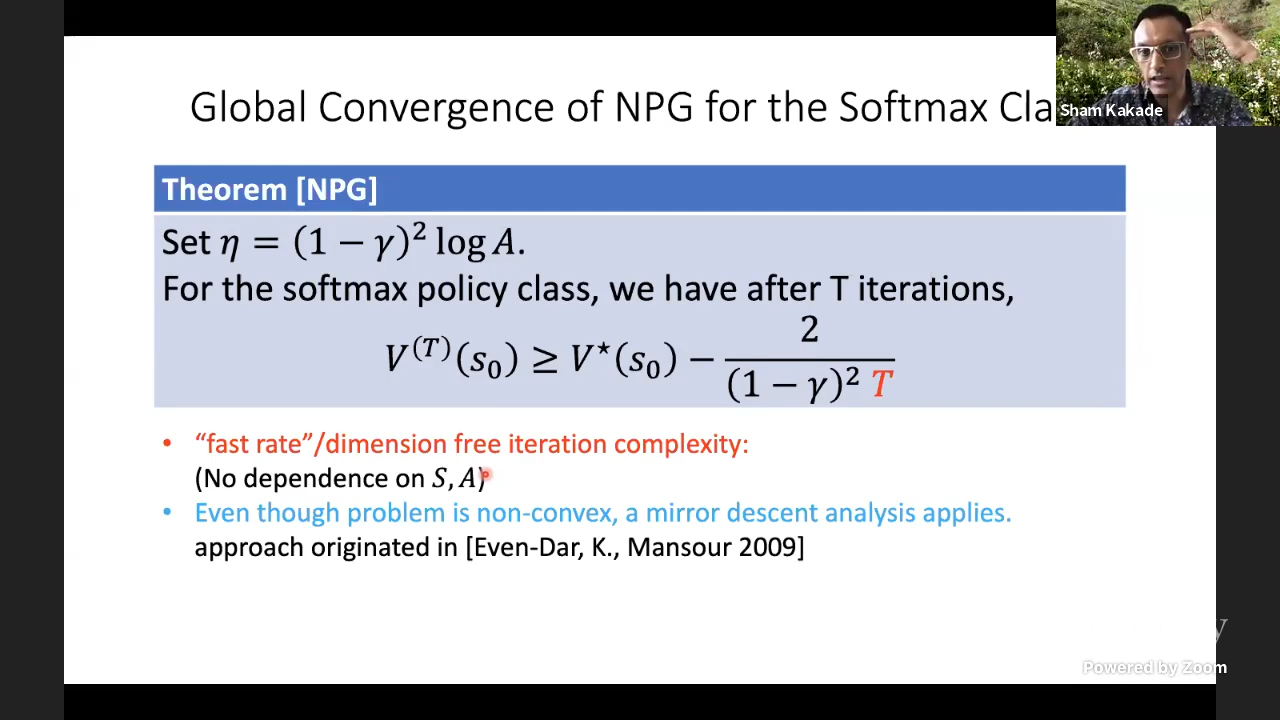 Global Convergence of NPG for the Softmax Cla
Sham Kakade
Theorem [NPG]
Set η = (1 − γ)² log A.
For the softmax policy class, we have after T iterations,
V^(T)(s₀) ≥ V⋆(s₀) − 2 / ((1 − γ)² T)
• “fast rate”/dimension free iteration complexity:
(No dependence on S, A)
• Even though problem is non-convex, a mirror descent analysis applies.
approach originated in [Even-Dar, K., Mansour 2009]
y
Powered by Zoom